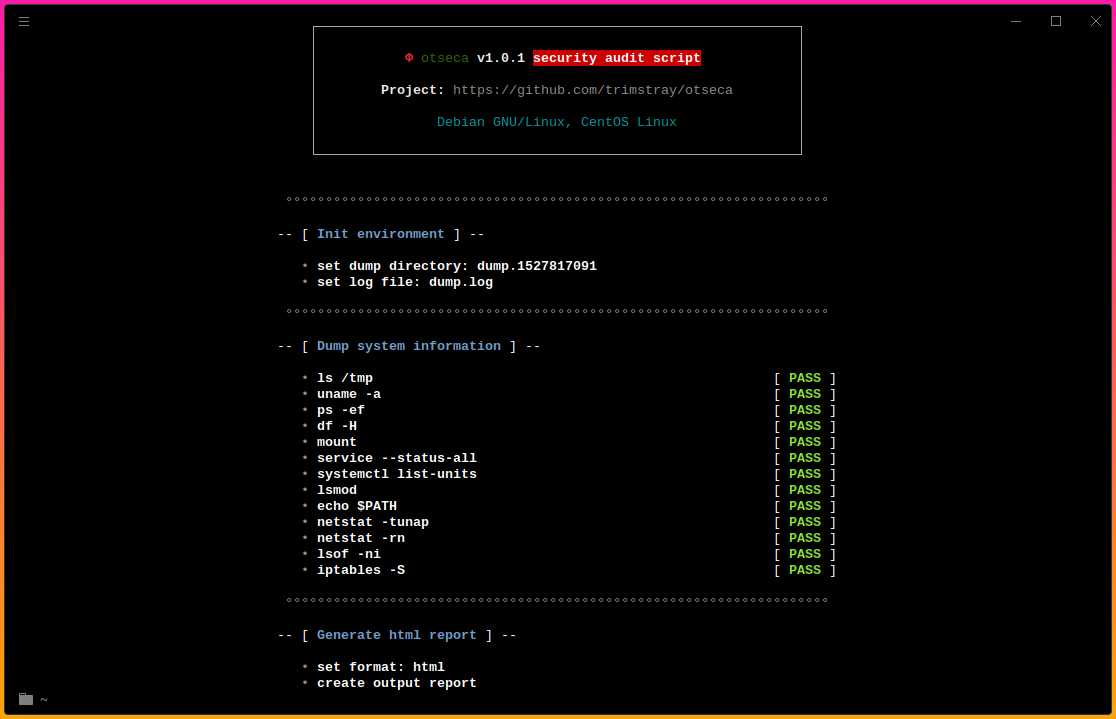 Φ otseca v1.0.1 security audit script
Project: https://github.com/trimstray/otseca
Debian GNU/Linux, CentOS Linux
-- [ Init environment ] --
• set dump directory: dump.1527817091
• set log file: dump.log
-- [ Dump system information ] --
• ls /tmp [ PASS ]
• uname -a [ PASS ]
• ps -ef [ PASS ]
• df -H [ PASS ]
• mount [ PASS ]
• service --status-all [ PASS ]
• systemctl list-units [ PASS ]
• lsmod [ PASS ]
• echo $PATH [ PASS ]
• netstat -tunap [ PASS ]
• netstat -rn [ PASS ]
• lsof -ni [ PASS ]
• iptables -S [ PASS ]
-- [ Generate html report ] --
• set format: html
• create output report
~